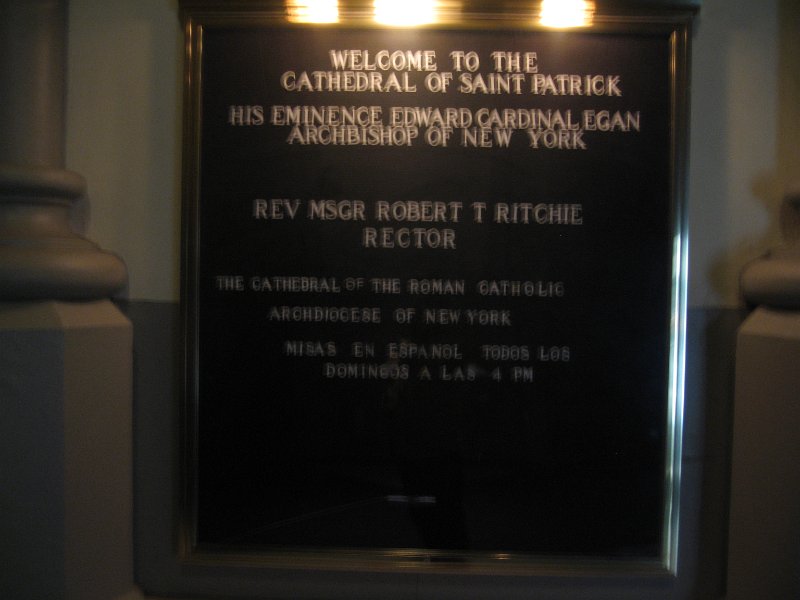 WELCOME TO THE
CATHEDRAL OF SAINT PATRICK
HIS EMINENCE EDWARD CARDINAL EGAN
ARCHBISHOP OF NEW YORK
REV MSGR ROBERT T RITCHIE
RECTOR
THE CATHEDRAL OF THE ROMAN CATHOLIC
ARCHDIOCESE OF NEW YORK
MISAS EN ESPANOL TODOS LOS
DOMINGOS A LAS 4 PM